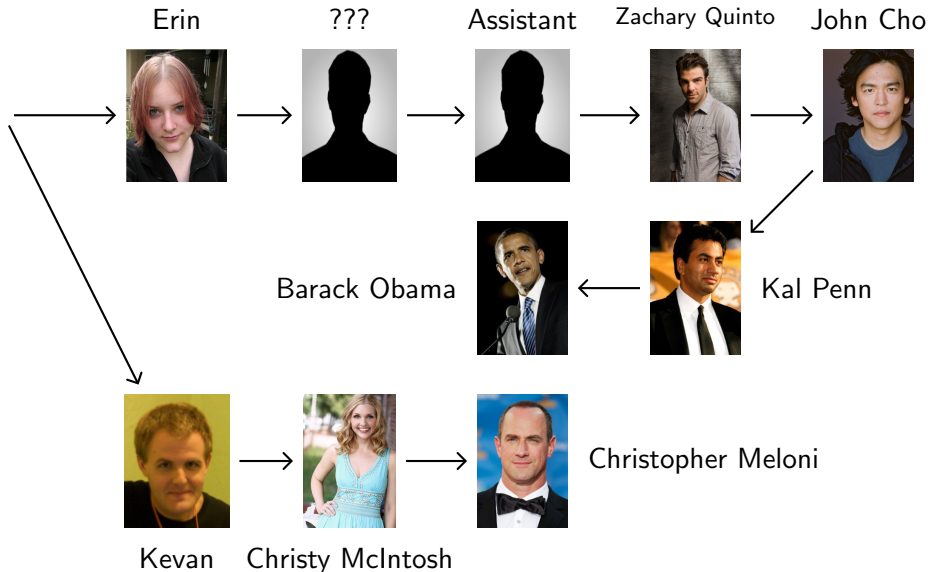 Erin
???
Assistant
Zachary Quinto
John Cho
Barack Obama
Kal Penn
Christopher Meloni
Kevan
Christy McIntosh